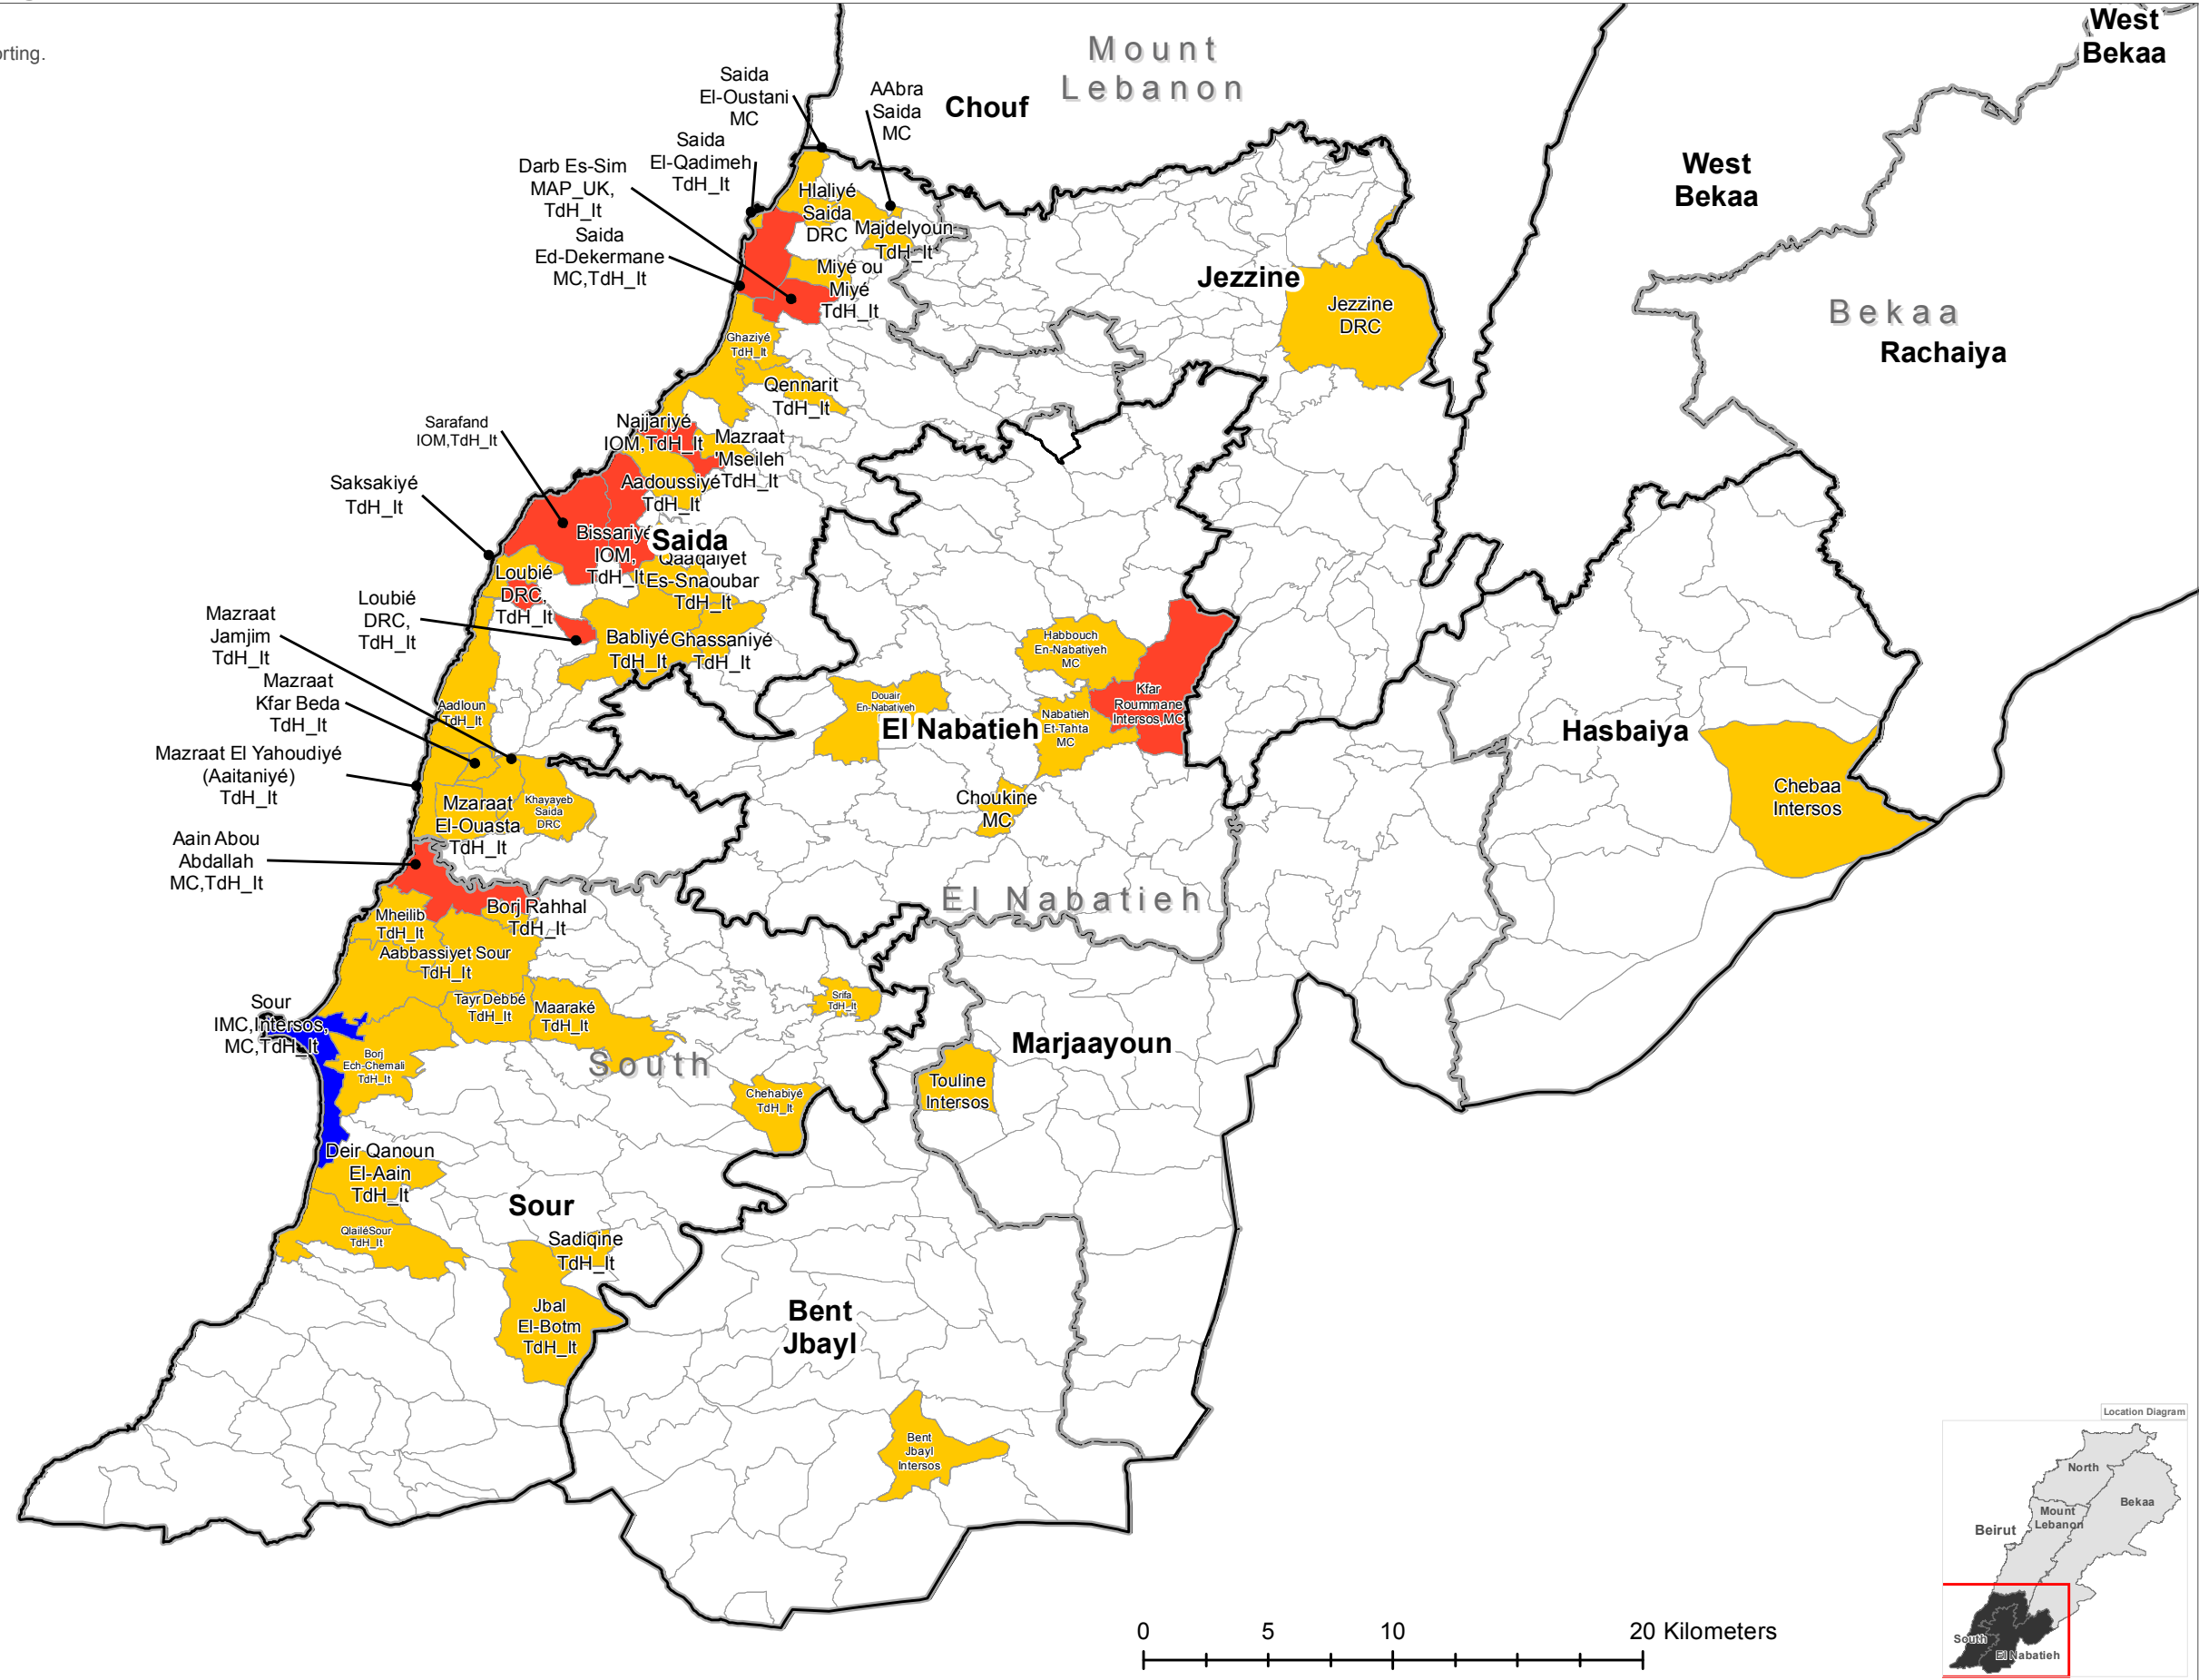 orting.
Mount
Lebanon
West
Bekaa
Chouf
West
Bekaa
Bekaa
Rachaiya
Saida
El-Oustani
MC
AAbra
Saida
MC
Saida
El-Qadimeh
TdH_It
Darb Es-Sim
MAP_UK,
TdH_It
Saida
Ed-Dekermane
MC,TdH_It
Hlaliyé
Saida
DRC
Majdelyoun
TdH_It
Miyé ou
Miyé
TdH_It
Jezzine
Jezzine
DRC
Ghaziyé
TdH_It
Qennarit
TdH_It
Najjariyé
IOM,TdH_It
Mazraat
'Mseileh
TdH_It
Sarafand
IOM,TdH_It
Aadoussiyé
TdH_It
Saksakiyé
TdH_It
Bissariyé
IOM,
TdH_It
Saida
Qaaqaiyet
Es-Snaoubar
TdH_It
Loubié
DRC,
TdH_It
Loubié
DRC,
TdH_It
Babliyé
TdH_It
Ghassaniyé
TdH_It
Mazraat
Jamjim
TdH_It
Mazraat
Kfar Beda
TdH_It
Aadloun
TdH_It
Mazraat El Yahoudiyé
(Aaitaniyé)
TdH_It
Mzaraat
El-Ouasta
TdH_It
Khayayeb
Saida
DRC
Aain Abou
Abdallah
MC,TdH_It
Habbouch
En-Nabatiyeh
MC
Kfar
Roummane
Intersos,MC
Douair
En-Nabatiyeh
El Nabatieh
Nabatieh
Et-Tahta
MC
Choukine
MC
Hasbaiya
Chebaa
Intersos
El Nabatieh
Mheilib
TdH_It
Borj Rahhal
TdH_It
Aabbassiyet Sour
TdH_It
Tayr Debbé
TdH_It
Maaraké
TdH_It
Srifa
TdH_It
Sour
IMC,Intersos,
MC,TdH_It
Borj
Ech-Chemali
TdH_It
South
Chehabiyé
TdH_It
Marjaayoun
Touline
Intersos
Deir Qanoun
El-Aain
TdH_It
Sour
QlailéSour
TdH_It
Sadiqine
TdH_It
Jbal
El-Botm
TdH_It
Bent
Jbayl
Bent
Jbayl
Intersos
0 5 10 20 Kilometers
Location Diagram
North
Mount
Lebanon
Bekaa
Beirut
South
El Nabatieh